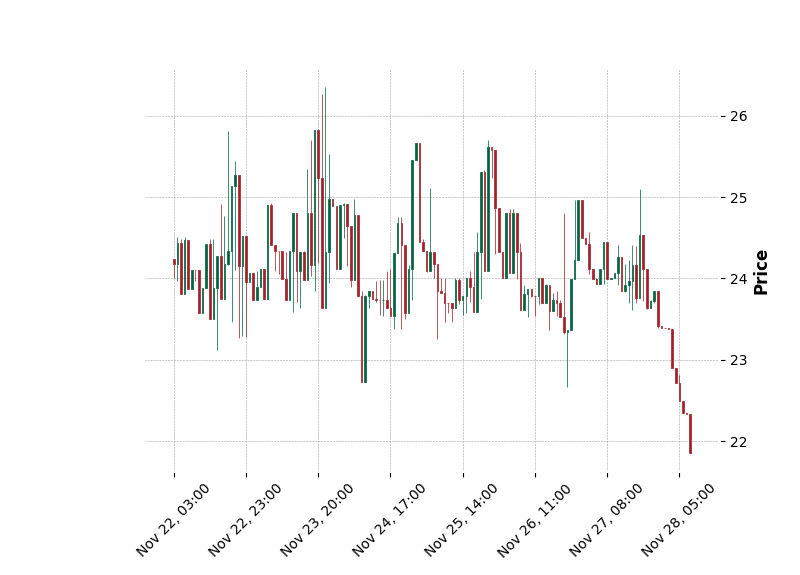 26
25
24
23
22
Price
Nov 22, 03:00
Nov 22, 23:00
Nov 23, 20:00
Nov 24, 17:00
Nov 25, 14:00
Nov 26, 11:00
Nov 27, 08:00
Nov 28, 05:00